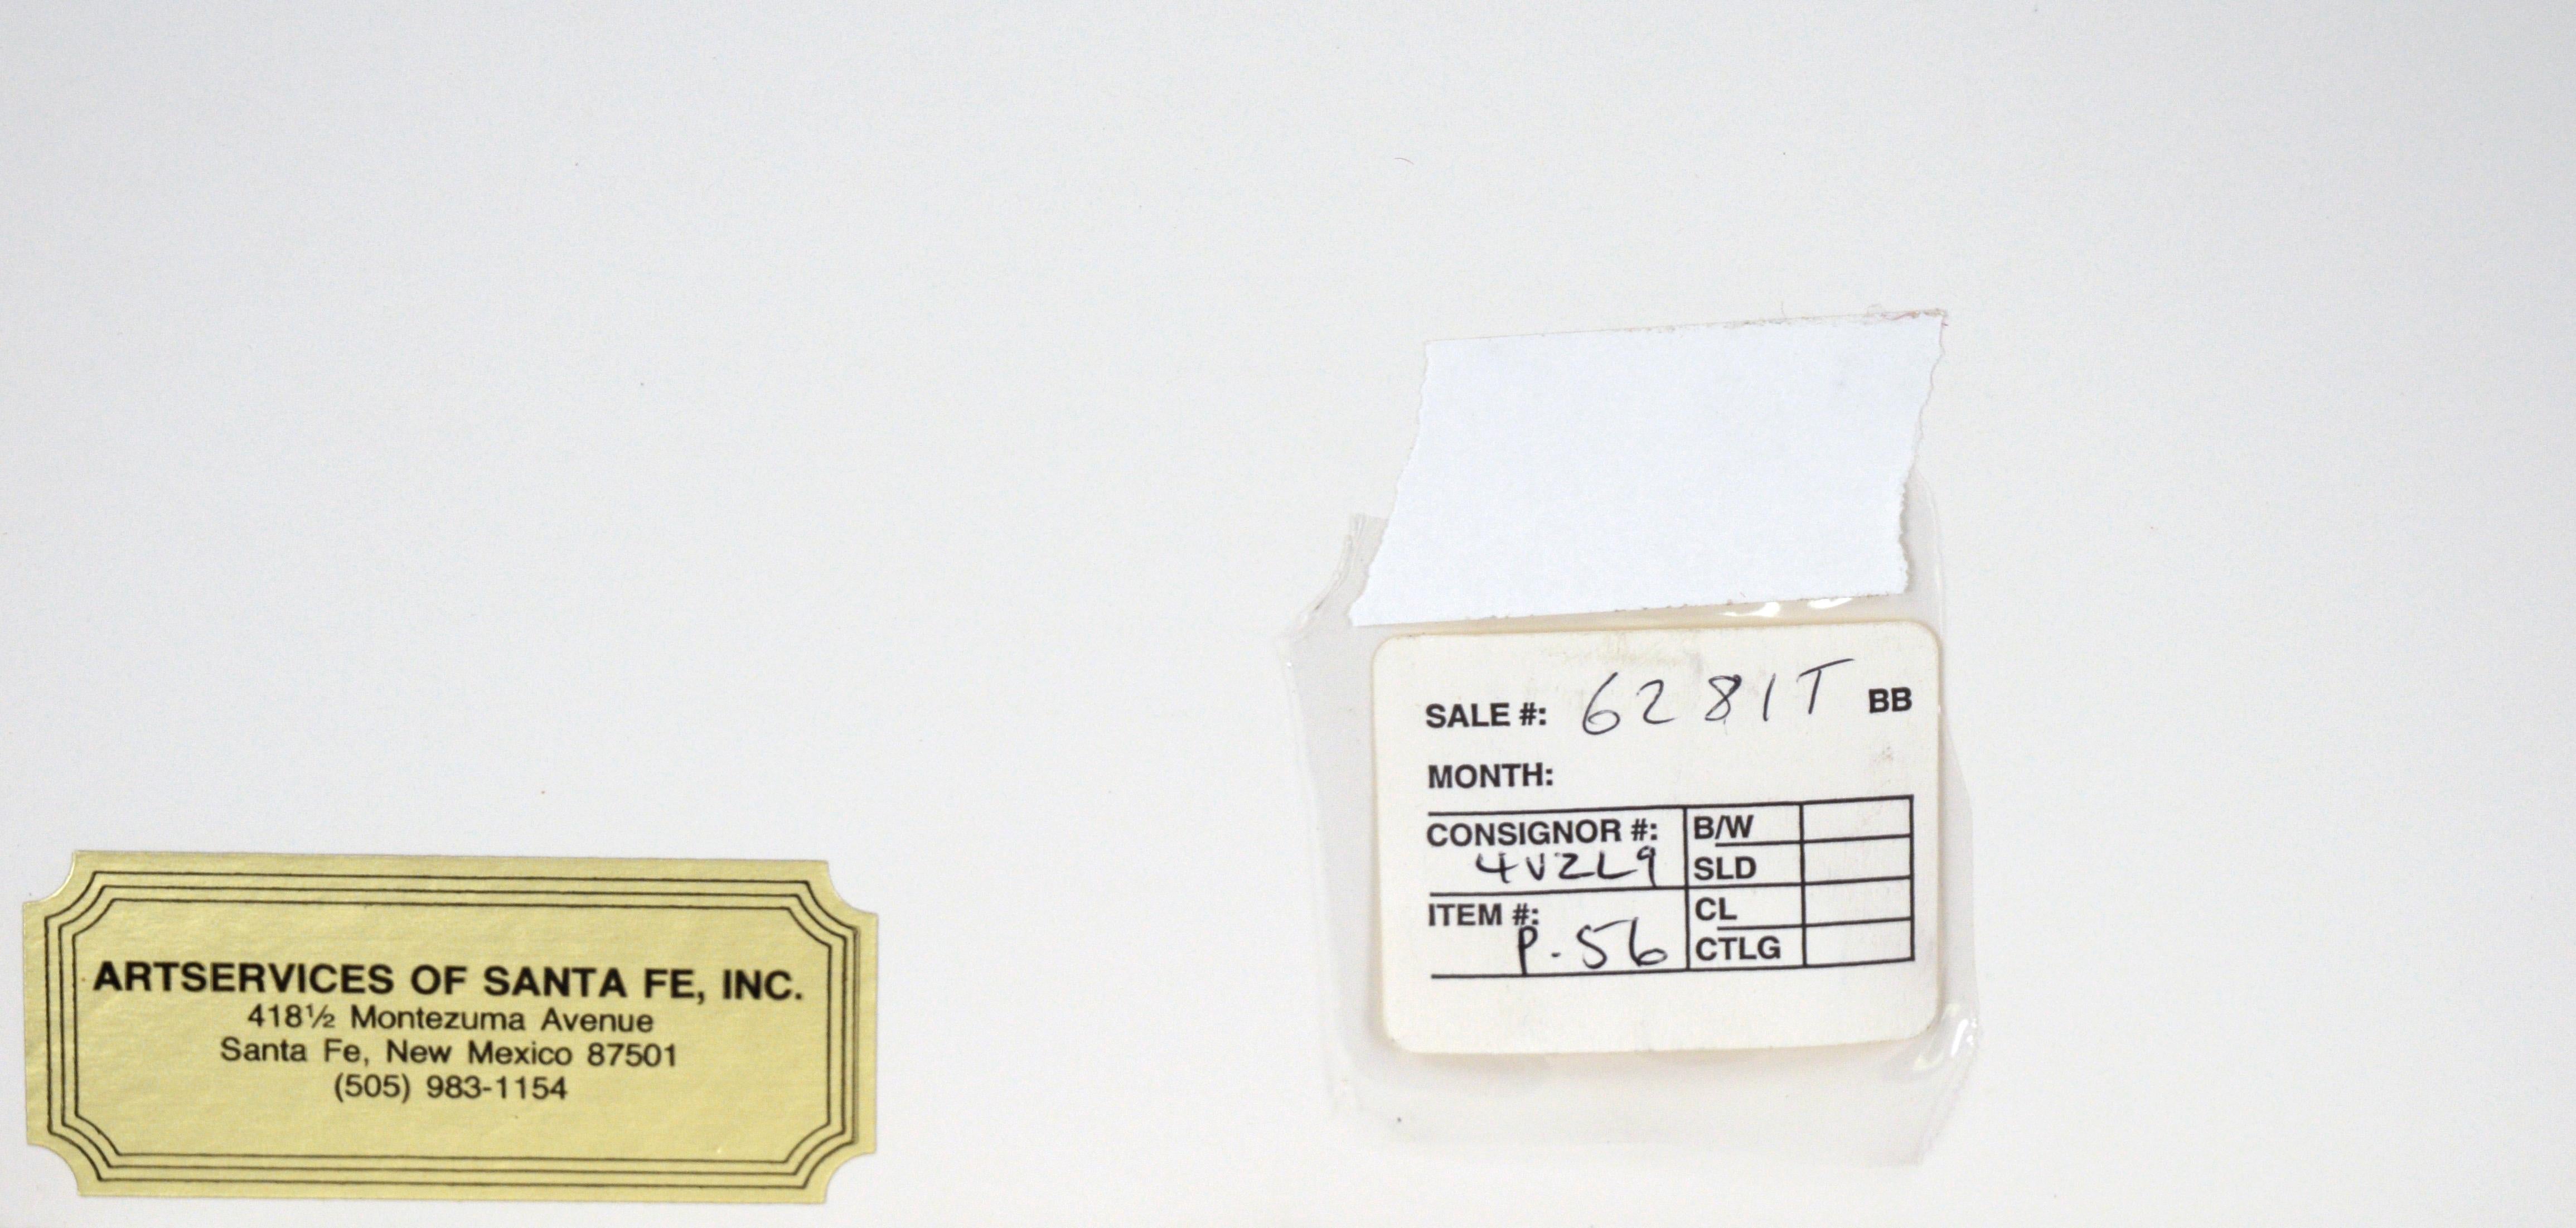 SALE #: 6281T BB
MONTH:
CONSIGNOR #: B/W
4VZL9 SLD
ITEM #: CL
P-56 CTLG
ARTSERVICES OF SANTA FE, INC.
418½ Montezuma Avenue
Santa Fe, New Mexico 87501
(505) 983-1154